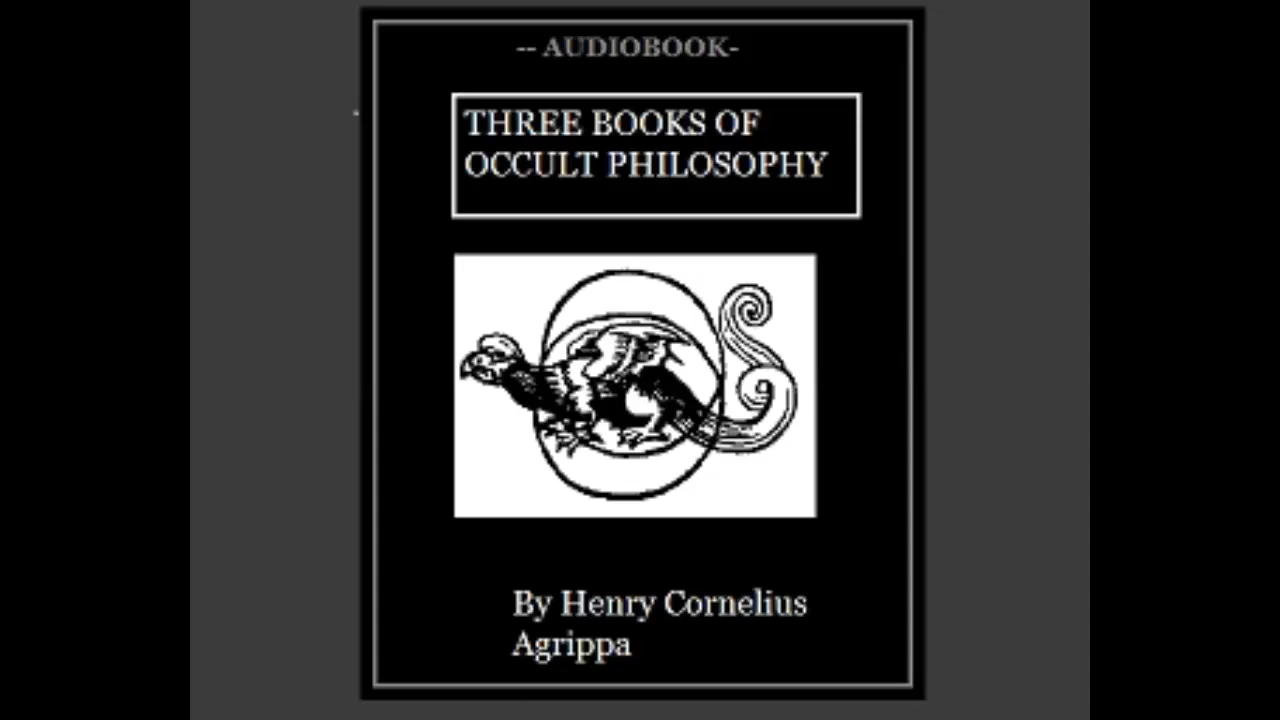 -- AUDIOBOOK-
THREE BOOKS OF
OCCULT PHILOSOPHY
By Henry Cornelius
Agrippa